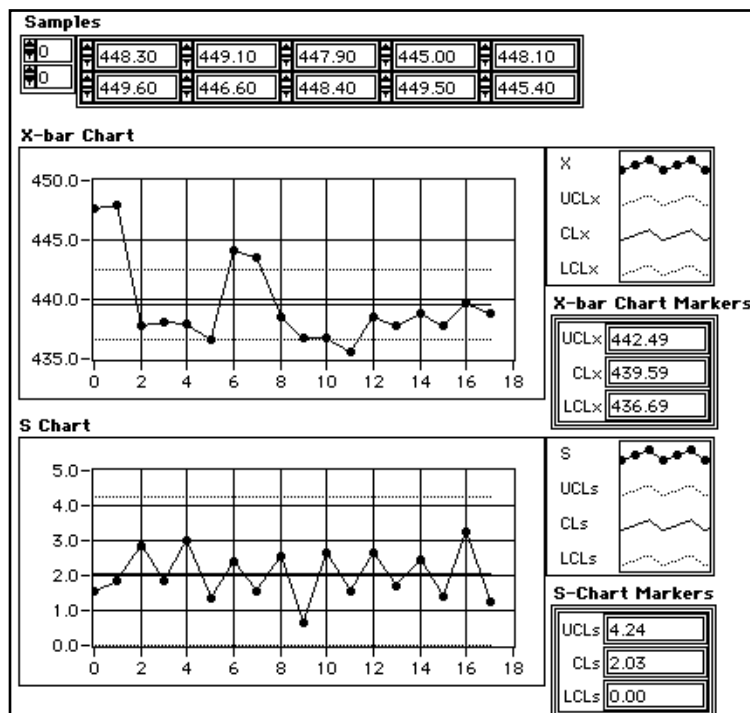 Samples
0 448.30 449.10 447.90 445.00 448.10
0 449.60 446.60 448.40 449.50 445.40
X-bar Chart
450.0
445.0
440.0
435.0
0 2 4 6 8 10 12 14 16 18
X
UCLx
CLx
LCLx
X-bar Chart Markers
UCLx 442.49
CLx 439.59
LCLx 436.69
S Chart
5.0
4.0
3.0
2.0
1.0
0.0
0 2 4 6 8 10 12 14 16 18
S
UCLs
CLs
LCLs
S-Chart Markers
UCLs 4.24
CLs 2.03
LCLs 0.00